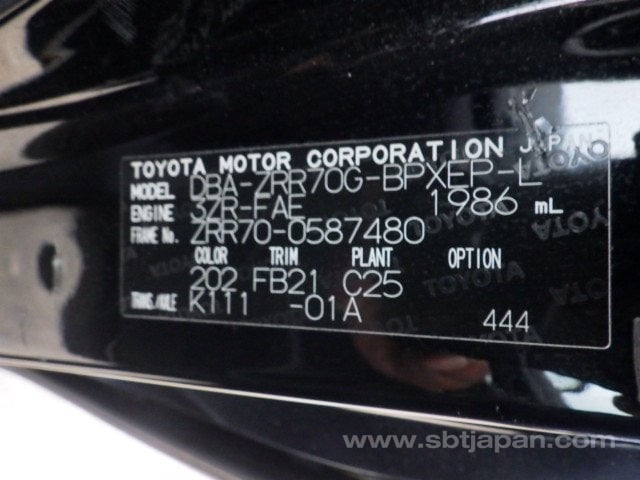 TOYOTA MOTOR CORPORATION JAPAN
MODEL DBA-ZRR70G-BPXEP-L
ENGINE 3ZR-FAE 1986 mL
FRAME No. ZRR70-0587480
COLOR TRIM PLANT OPTION
202 FB21 C25
TRANS./AXLE K111 -01A
444
www.sbtjapan.com